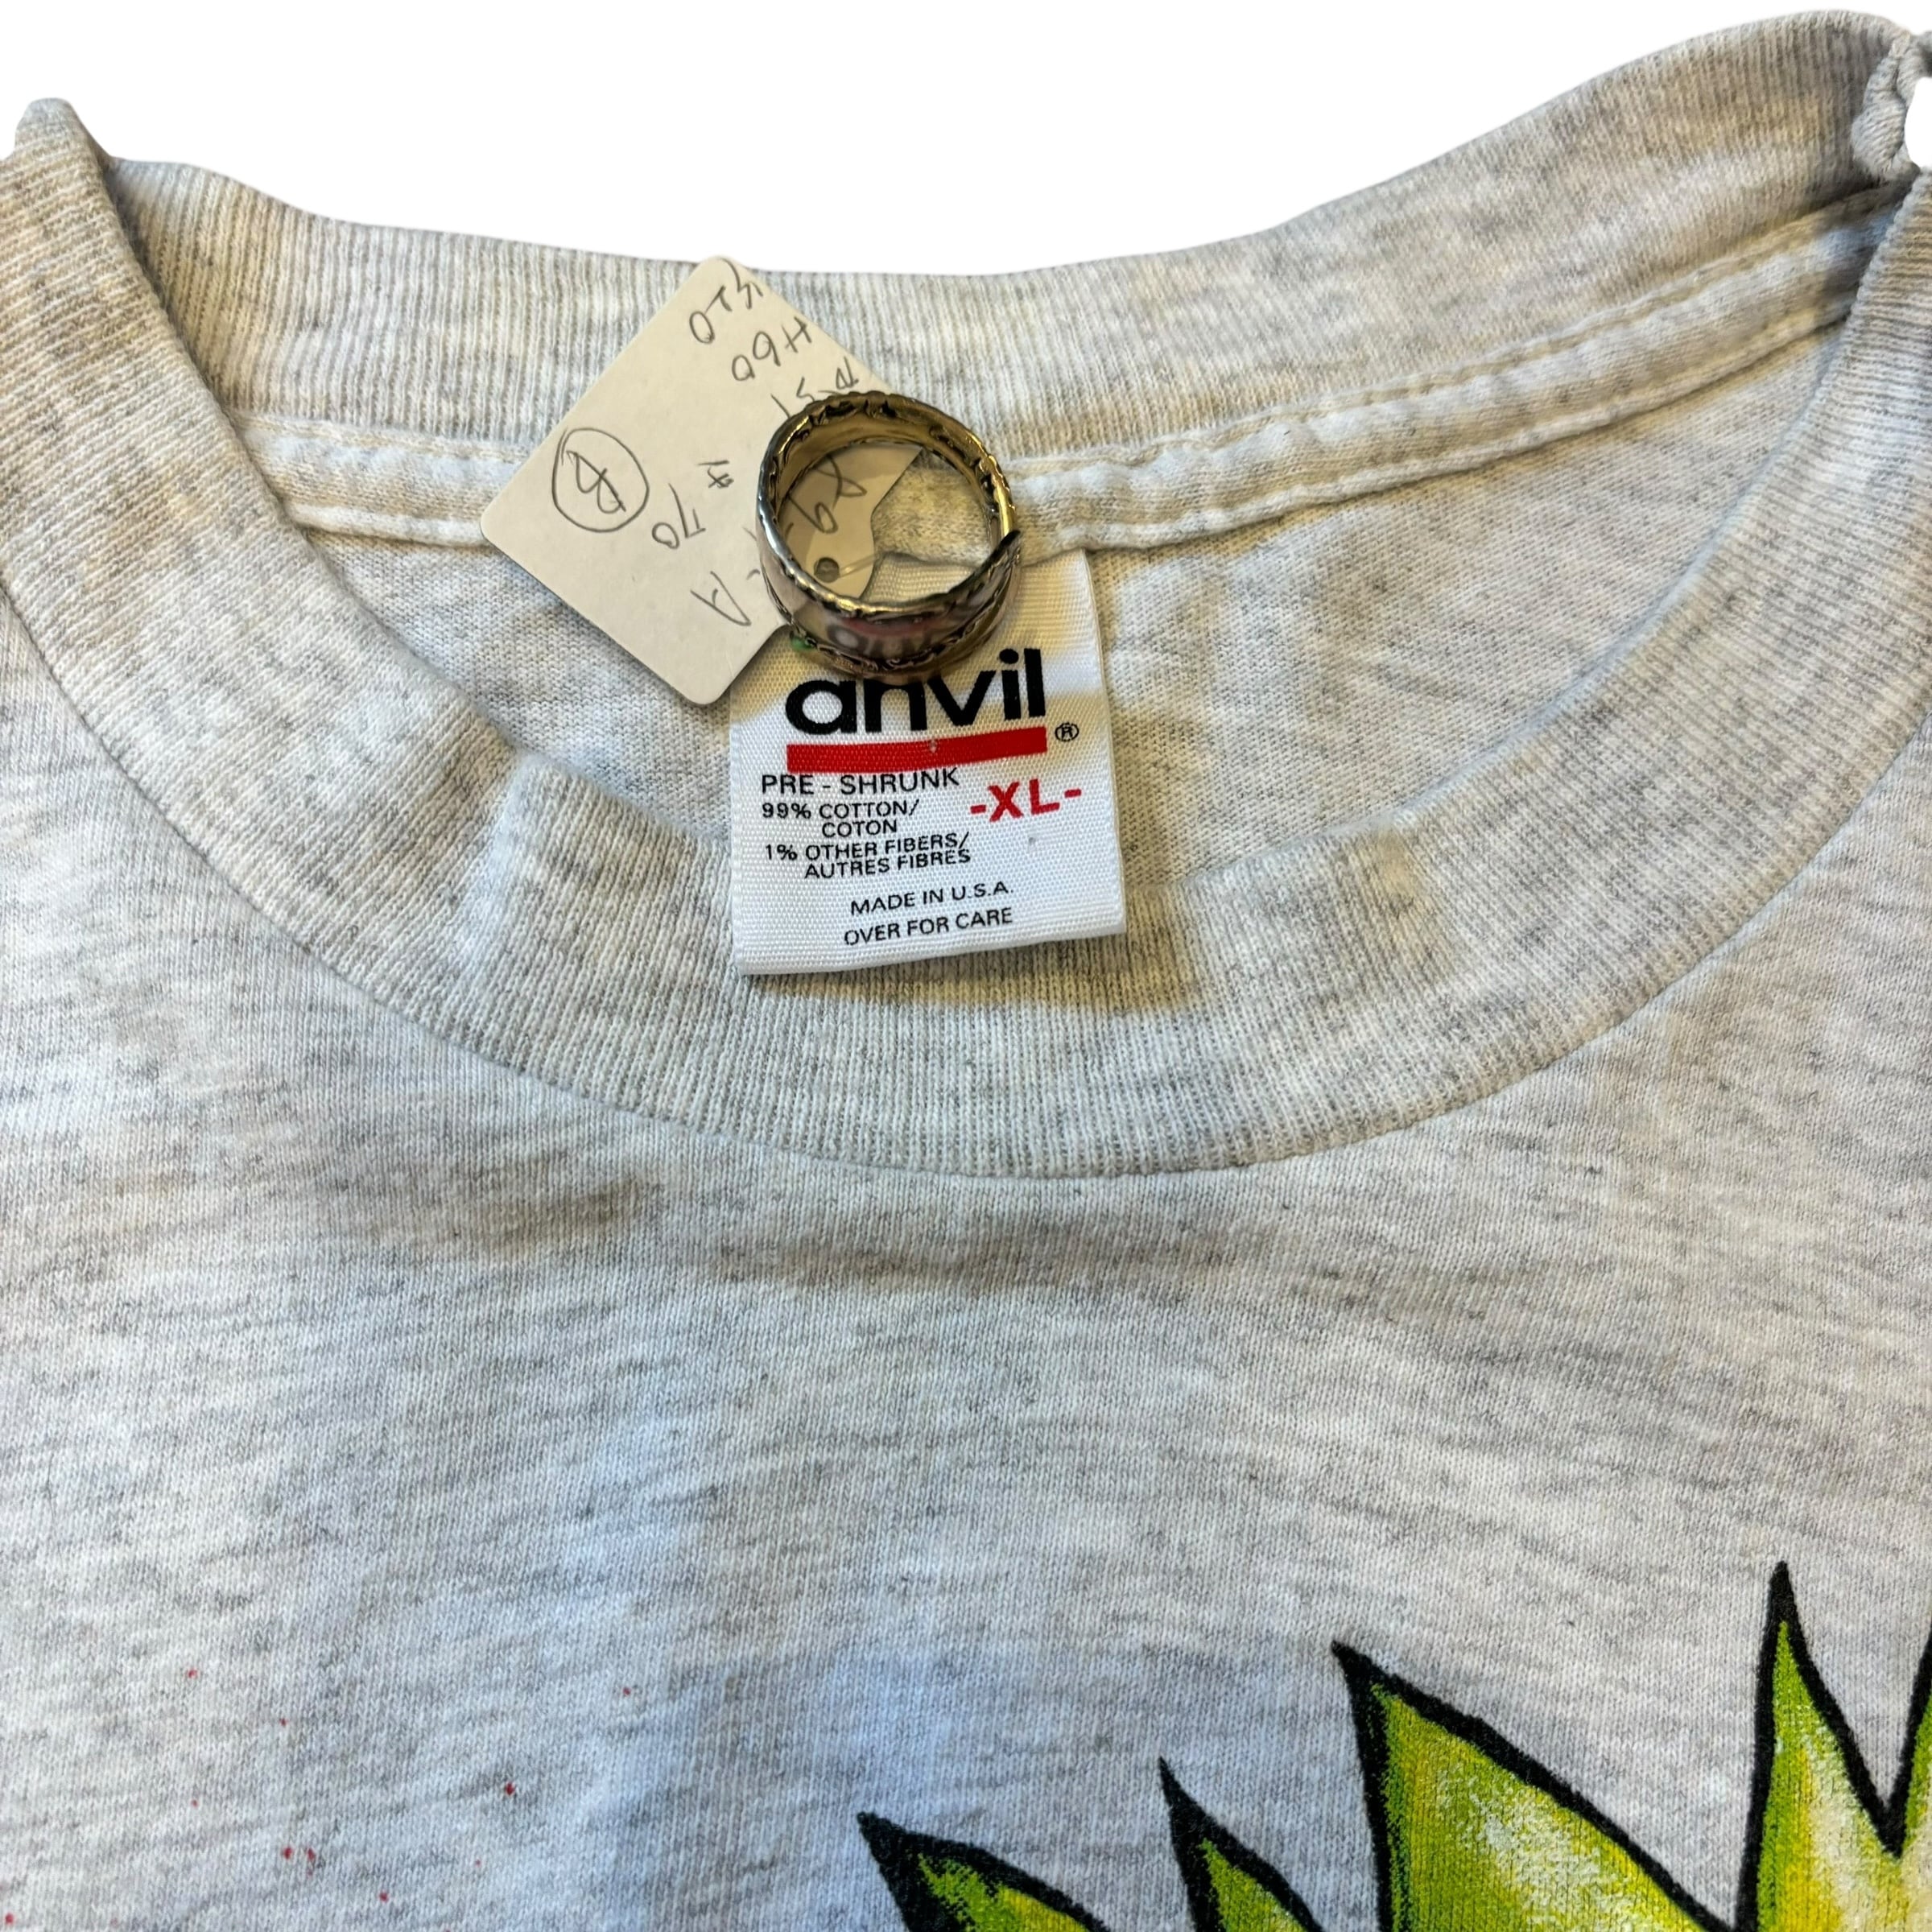 anvil®
PRE - SHRUNK
-XL-
99% COTTON/
COTON
1% OTHER FIBERS/
AUTRES FIBRES
MADE IN U.S.A.
OVER FOR CARE